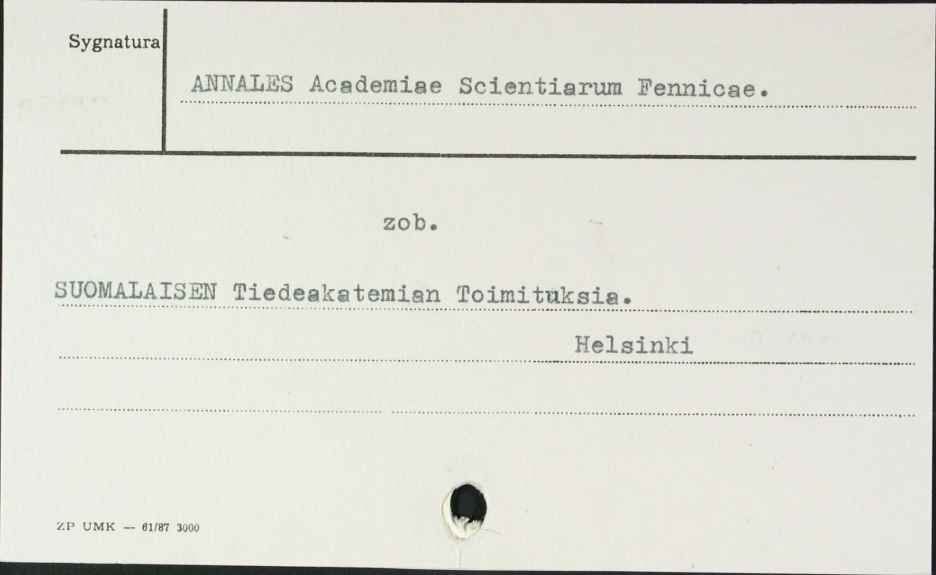 Sygnatura
ANNALES Academiae Scientiarum Fennicae.
zob.
SUOMALAISEN Tiedeakatemian Toimituksia.
Helsinki
ZP UMK — 61/87 3000